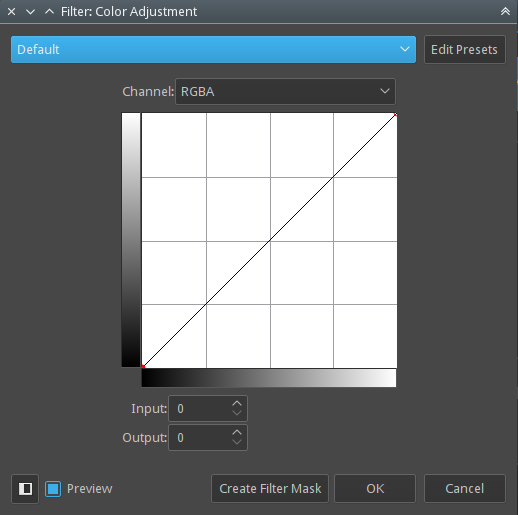 Filter: Color Adjustment
Default
Edit Presets
Channel: RGBA
Input: 0
Output: 0
Preview
Create Filter Mask
OK
Cancel